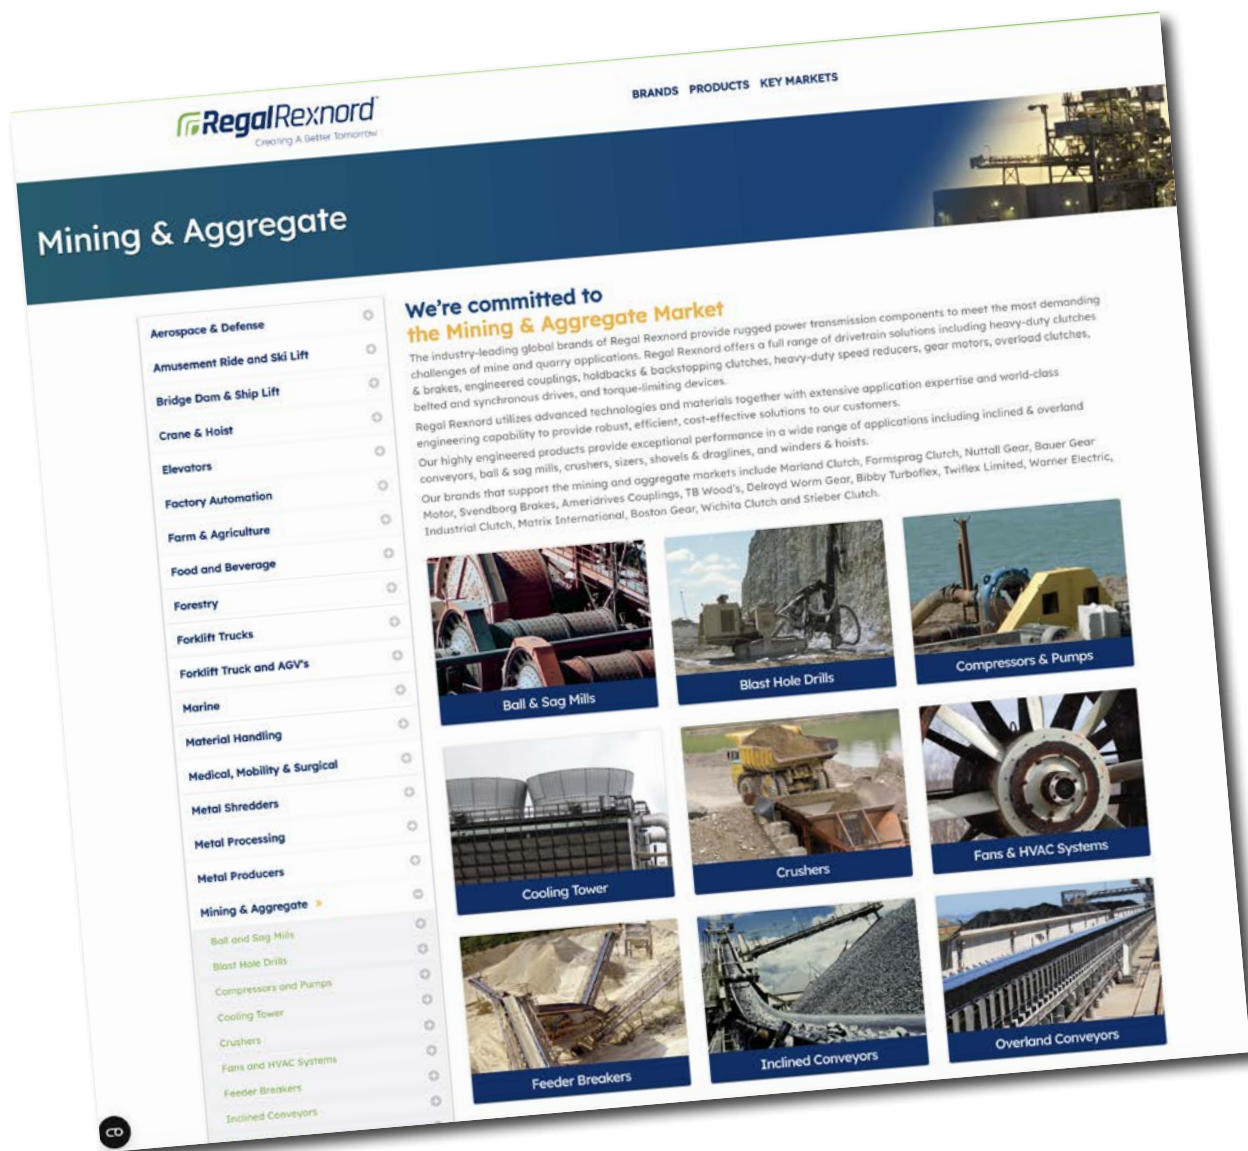 RegalRexnord
Creating A Better Tomorrow
BRANDS PRODUCTS KEY MARKETS
Mining & Aggregate
Aerospace & Defense
Amusement Ride and Ski Lift
Bridge Dam & Ship Lift
Crane & Hoist
Elevators
Factory Automation
Farm & Agriculture
Food and Beverage
Forestry
Forklift Trucks
Forklift Truck and AGV's
Marine
Material Handling
Medical, Mobility & Surgical
Metal Shredders
Metal Processing
Metal Producers
Mining & Aggregate »
Ball and Sag Mills
Blast Hole Drills
Compressors and Pumps
Cooling Tower
Crushers
Fans and HVAC Systems
Feeder Breakers
Inclined Conveyors
We're committed to
the Mining & Aggregate Market
The industry-leading global brands of Regal Rexnord provide rugged power transmission components to meet the most demanding
challenges of mine and quarry applications. Regal Rexnord offers a full range of drivetrain solutions including heavy-duty clutches
& brakes, engineered couplings, holdbacks & backstopping clutches, heavy-duty speed reducers, gear motors, overload clutches,
belted and synchronous drives, and torque-limiting devices.
Regal Rexnord utilizes advanced technologies and materials together with extensive application expertise and world-class
engineering capability to provide robust, efficient, cost-effective solutions to our customers.
Our highly engineered products provide exceptional performance in a wide range of applications including inclined & overland
conveyors, ball & sag mills, crushers, sizers, shovels & draglines, and winders & hoists.
Our brands that support the mining and aggregate markets include Marland Clutch, Formsprag Clutch, Nuttall Gear, Bauer Gear
Motor, Svendborg Brakes, Ameridrives Couplings, TB Wood's, Delroyd Worm Gear, Bibby Turboflex, Twiflex Limited, Warner Electric,
Industrial Clutch, Matrix International, Boston Gear, Wichita Clutch and Stieber Clutch.
Ball & Sag Mills
Blast Hole Drills
Compressors & Pumps
Cooling Tower
Crushers
Fans & HVAC Systems
Feeder Breakers
Inclined Conveyors
Overland Conveyors